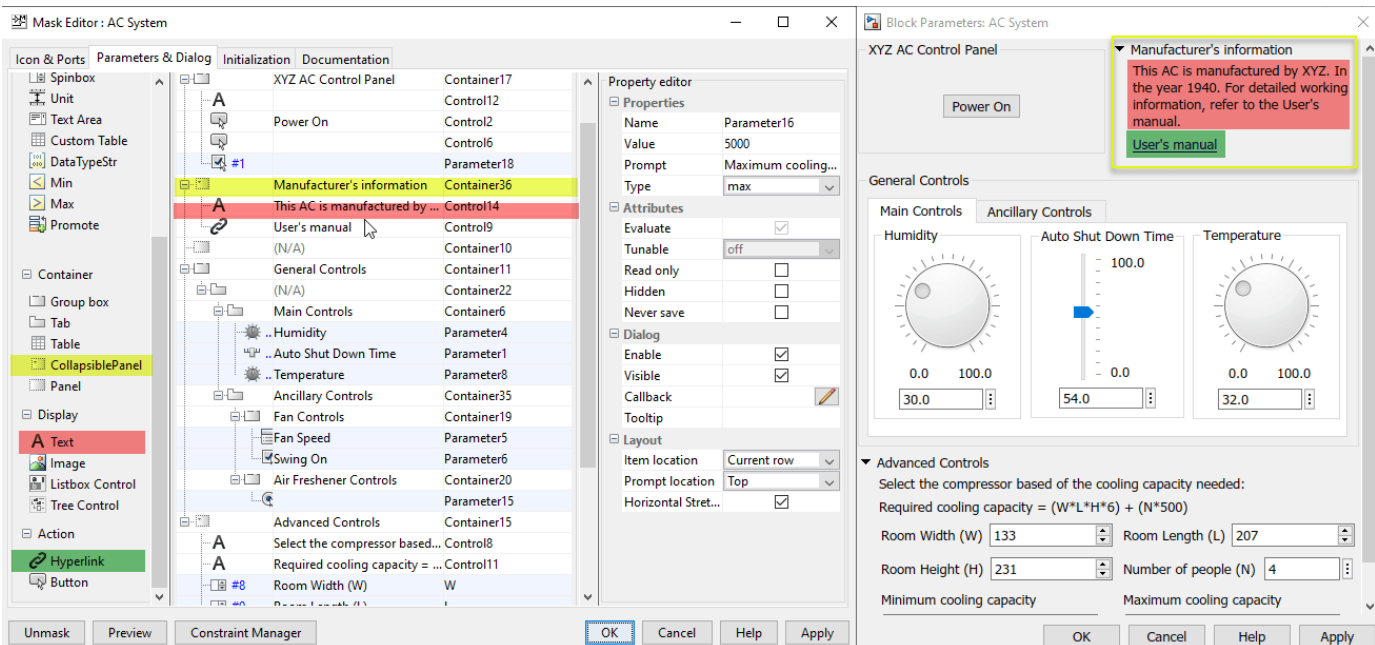 Mask Editor : AC System
Icon & Ports Parameters & Dialog Initialization Documentation
Spinbox
Unit
Text Area
Custom Table
DataTypeStr
Min
Max
Promote
Container
Group box
Tab
Table
CollapsiblePanel
Panel
Display
Text
Image
Listbox Control
Tree Control
Action
Hyperlink
Button
XYZ AC Control Panel Container17
A Control12
Power On Control2
Control6
#1 Parameter18
Manufacturer's information Container36
A This AC is manufactured by ... Control14
User's manual Control9
(N/A) Container10
General Controls Container11
(N/A) Container22
Main Controls Container6
.. Humidity Parameter4
.. Auto Shut Down Time Parameter1
.. Temperature Parameter8
Ancillary Controls Container35
Fan Controls Container19
Fan Speed Parameter5
Swing On Parameter6
Air Freshener Controls Container20
Parameter15
Advanced Controls Container15
A Select the compressor based... Control8
A Required cooling capacity = ... Control11
#8 Room Width (W) W
#9 Room Length (L) L
Property editor
Properties
Name Parameter16
Value 5000
Prompt Maximum cooling...
Type max
Attributes
Evaluate
Tunable off
Read only
Hidden
Never save
Dialog
Enable
Visible
Callback
Tooltip
Layout
Item location Current row
Prompt location Top
Horizontal Stret...
Unmask Preview Constraint Manager OK Cancel Help Apply
Block Parameters: AC System
XYZ AC Control Panel
Power On
Manufacturer's information
This AC is manufactured by XYZ. In
the year 1940. For detailed working
information, refer to the User's
manual.
User's manual
General Controls
Main Controls Ancillary Controls
Humidity Auto Shut Down Time Temperature
100.0
0.0 100.0 0.0 0.0 100.0
30.0 54.0 32.0
Advanced Controls
Select the compressor based of the cooling capacity needed:
Required cooling capacity = (W*L*H*6) + (N*500)
Room Width (W) 133 Room Length (L) 207
Room Height (H) 231 Number of people (N) 4
Minimum cooling capacity Maximum cooling capacity
OK Cancel Help Apply